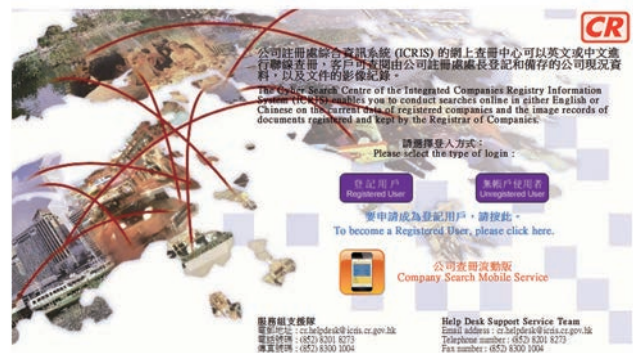 CR
公司註冊處綜合資訊系統 (ICRIS) 的網上查冊中心可以英文或中文進
行聯線查冊，客戶可查閱由公司註冊處處長登記和備存的公司現況資
料，以及文件的影像紀錄。
The Cyber Search Centre of the Integrated Companies Registry Information
System (ICRIS) enables you to conduct searches online in either English or
Chinese on the current data of registered companies and the image records of
documents registered and kept by the Registrar of Companies.
請選擇登入方式：
Please select the type of login :
登記用戶
Registered User
無帳戶使用者
Unregistered User
要申請成為登記用戶，請按此。
To become a Registered User, please click here.
公司查冊流動版
Company Search Mobile Service
服務組支援隊
電郵地址 : cr.helpdesk@icris.cr.gov.hk
電話號碼 : (852) 8201 8273
傳真號碼 : (852) 8300 1004
Help Desk Support Service Team
Email address : cr.helpdesk@icris.cr.gov.hk
Telephone number : (852) 8201 8273
Fax number : (852) 8300 1004